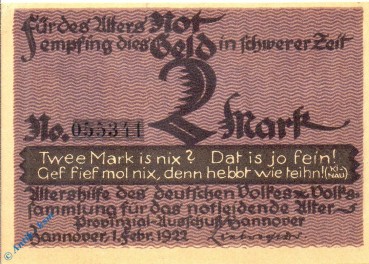 Für des Alters Not
empfing dies Geld in schwerer Zeit
2
No. 055344 Mark
Twee Mark is nix? Dat is jo fein!
Gef fief mol nix, denn hebbt wie teihn!
Altershilfe des deutschen Volkes – Volks-
sammlung für das notleidende Alter –
Provinzial-Ausschuß Hannover
Hannover, 1. Febr. 1922